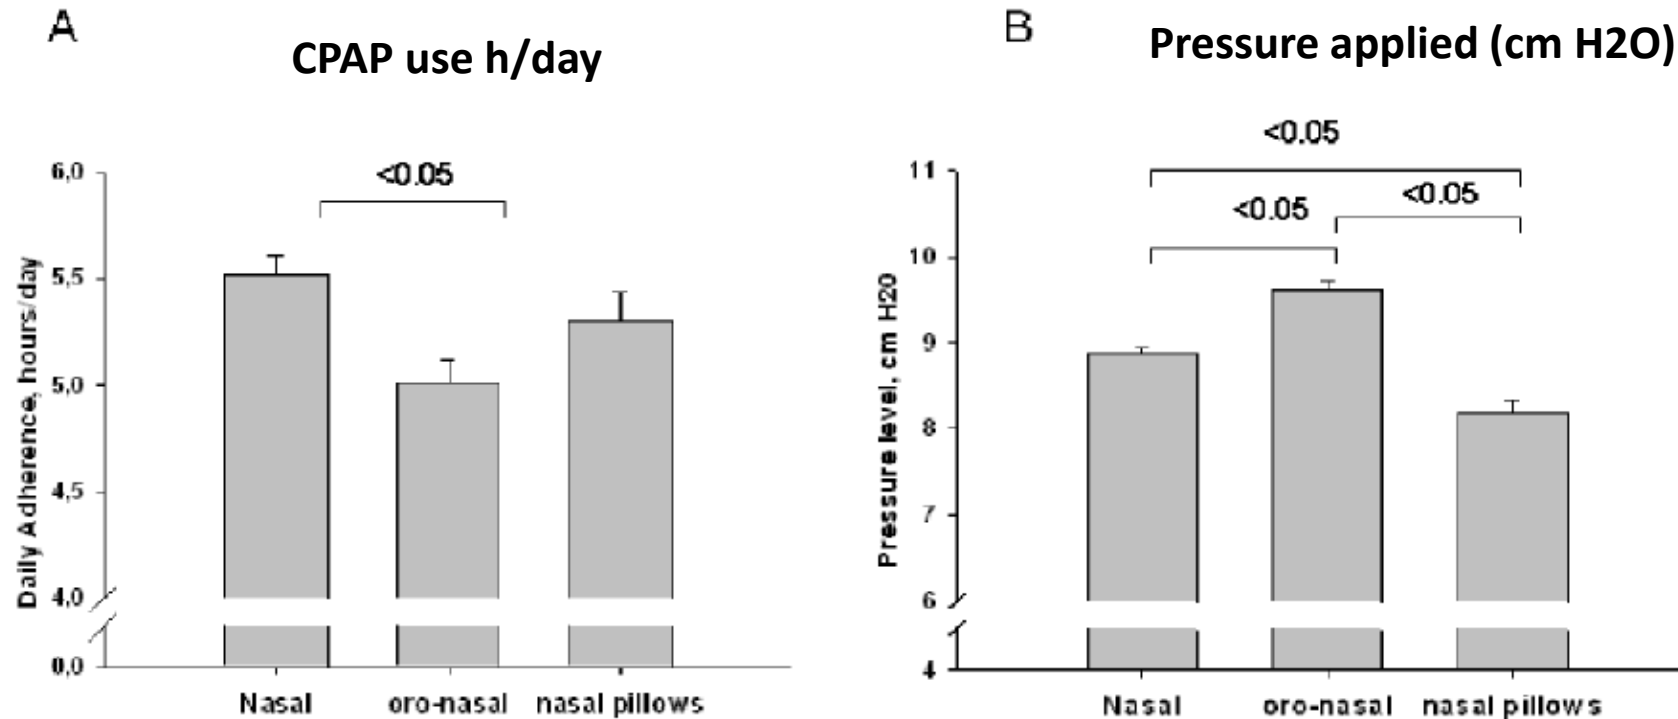 A
CPAP use h/day
<0.05
Daily Adherence, hours/day
6,0
5,5
5,0
4,5
4,0
0,0
Nasal
oro-nasal
nasal pillows
B
Pressure applied (cm H2O)
<0.05
<0.05
<0.05
Pressure level, cm H20
11
10
9
8
7
6
4
Nasal
oro-nasal
nasal pillows